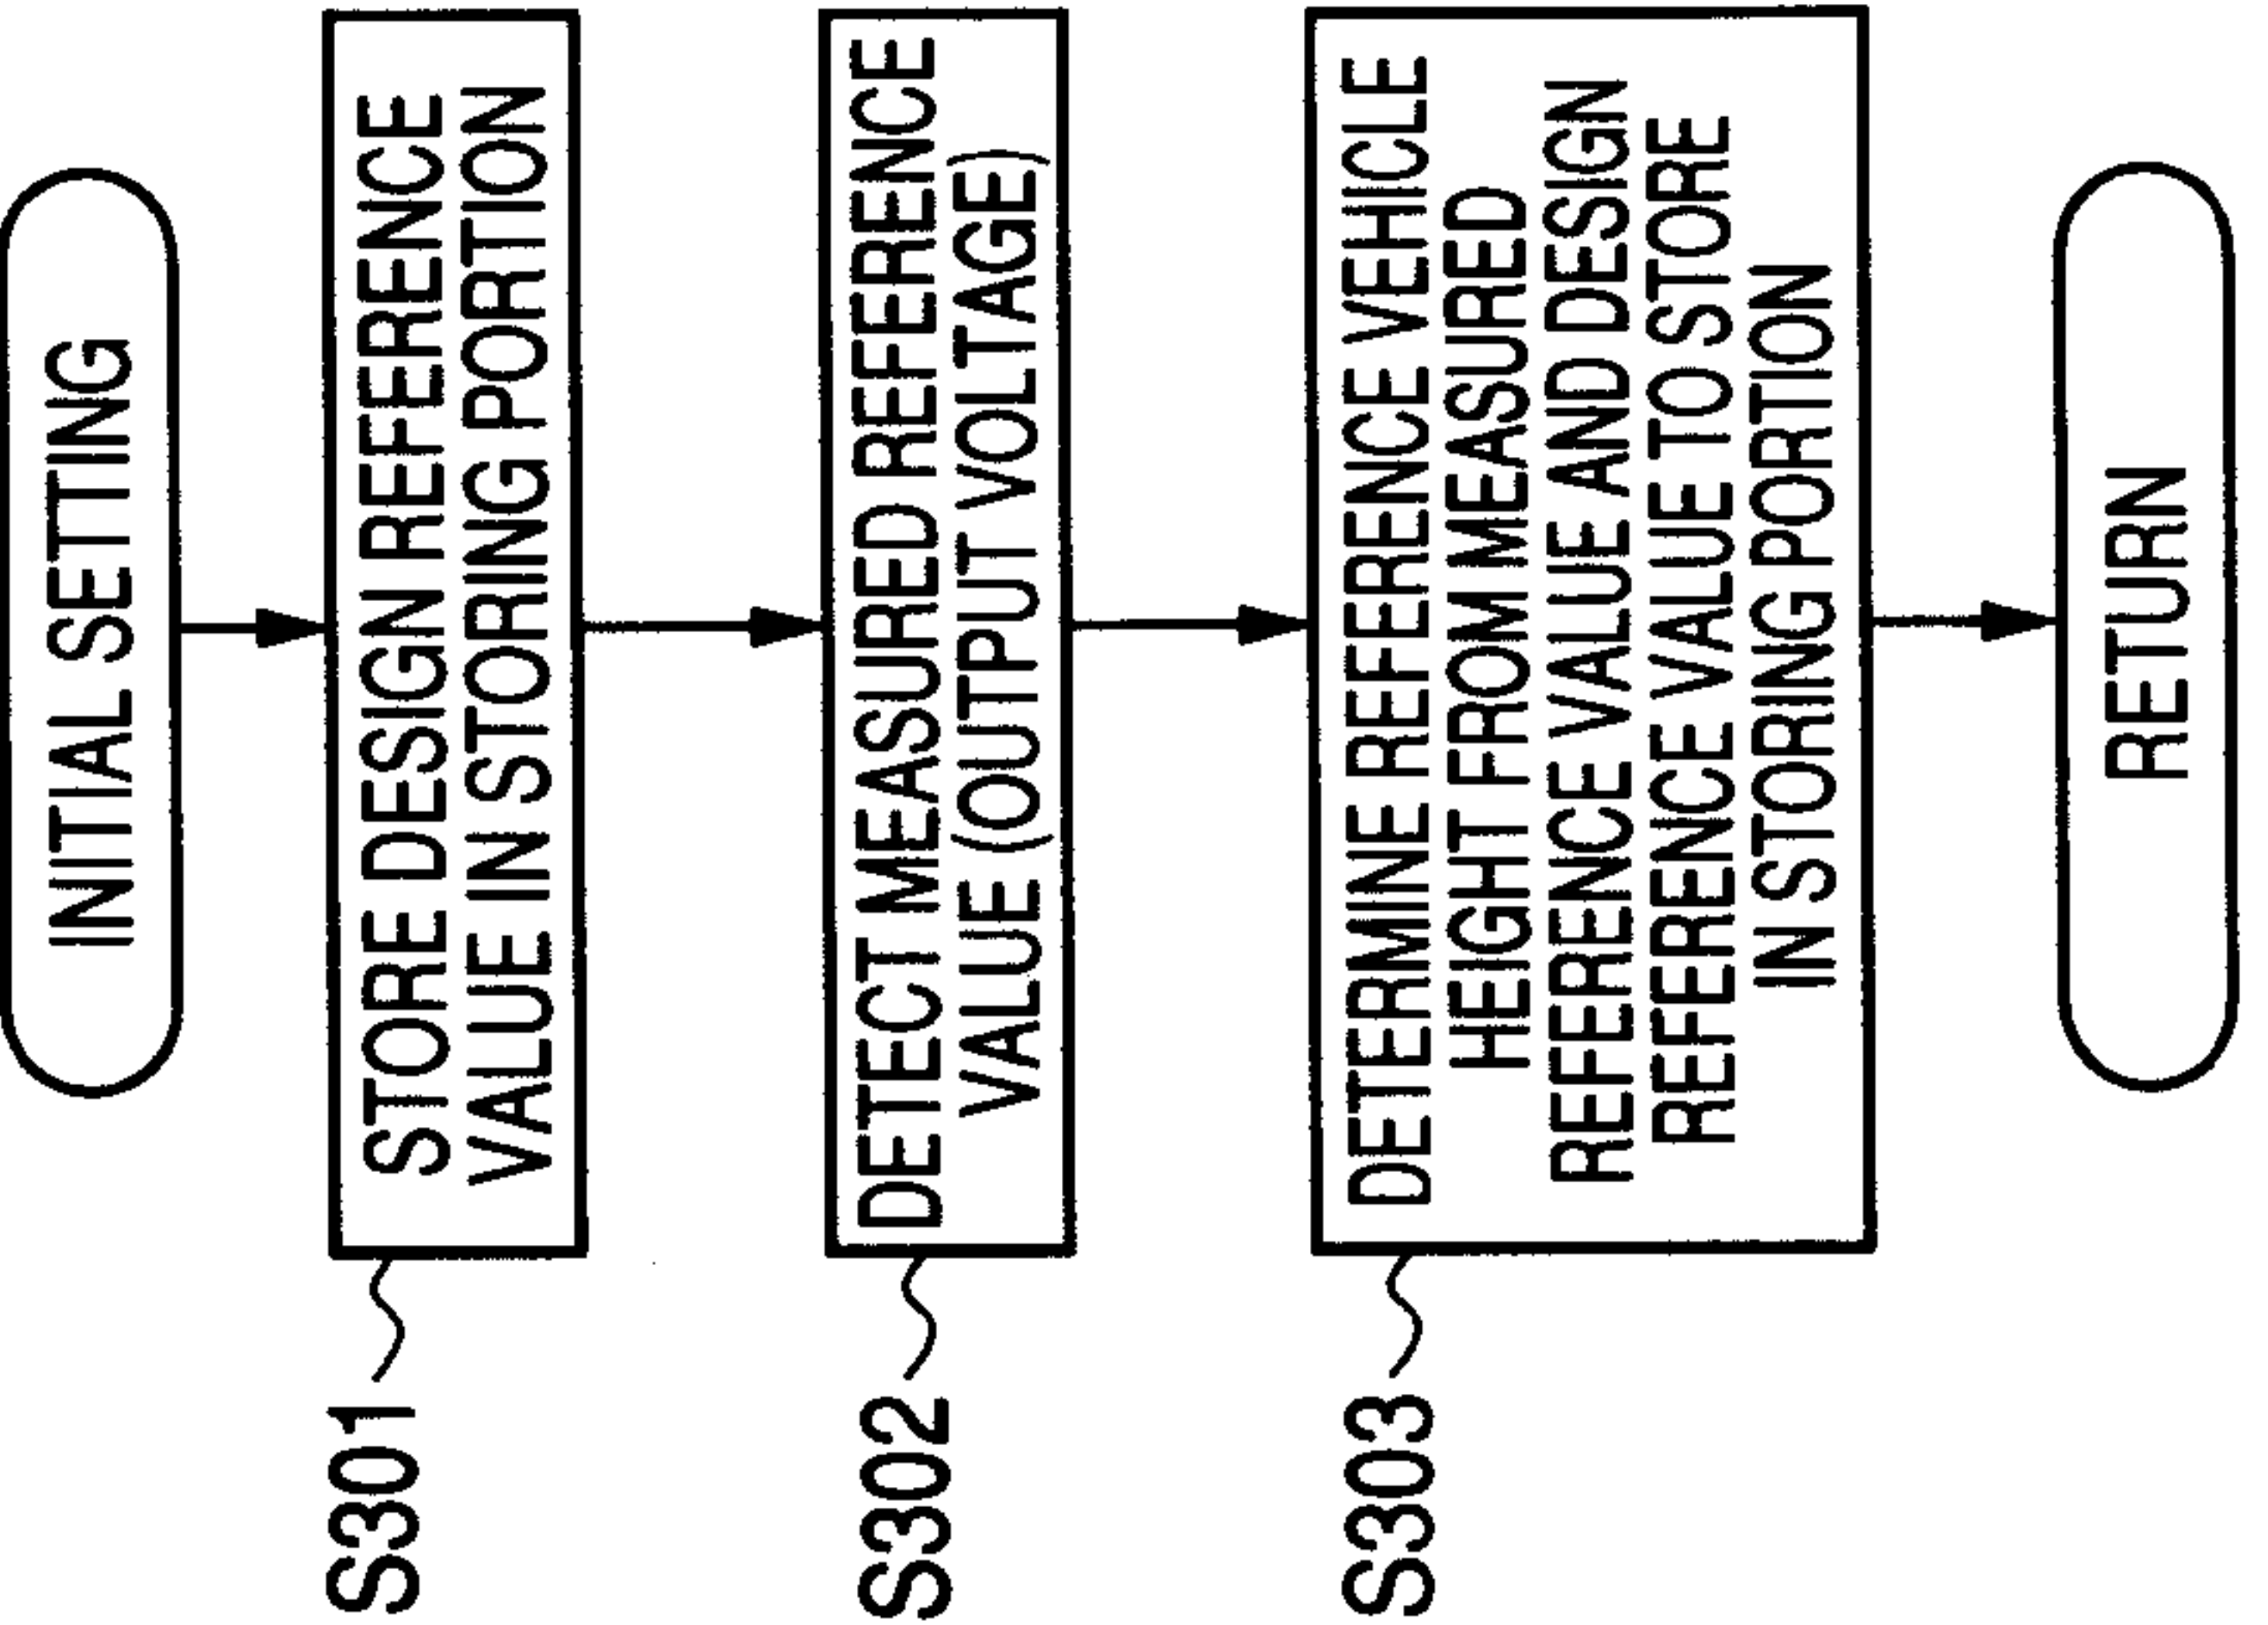 INITIAL SETTING
S301
STORE DESIGN REFERENCE
VALUE IN STORING PORTION
S302
DETECT MEASURED REFERENCE
VALUE (OUTPUT VOLTAGE)
S303
DETERMINE REFERENCE VEHICLE
HEIGHT FROM MEASURED
REFERENCE VALUE AND DESIGN
REFERENCE VALUE TO STORE
IN STORING PORTION
RETURN